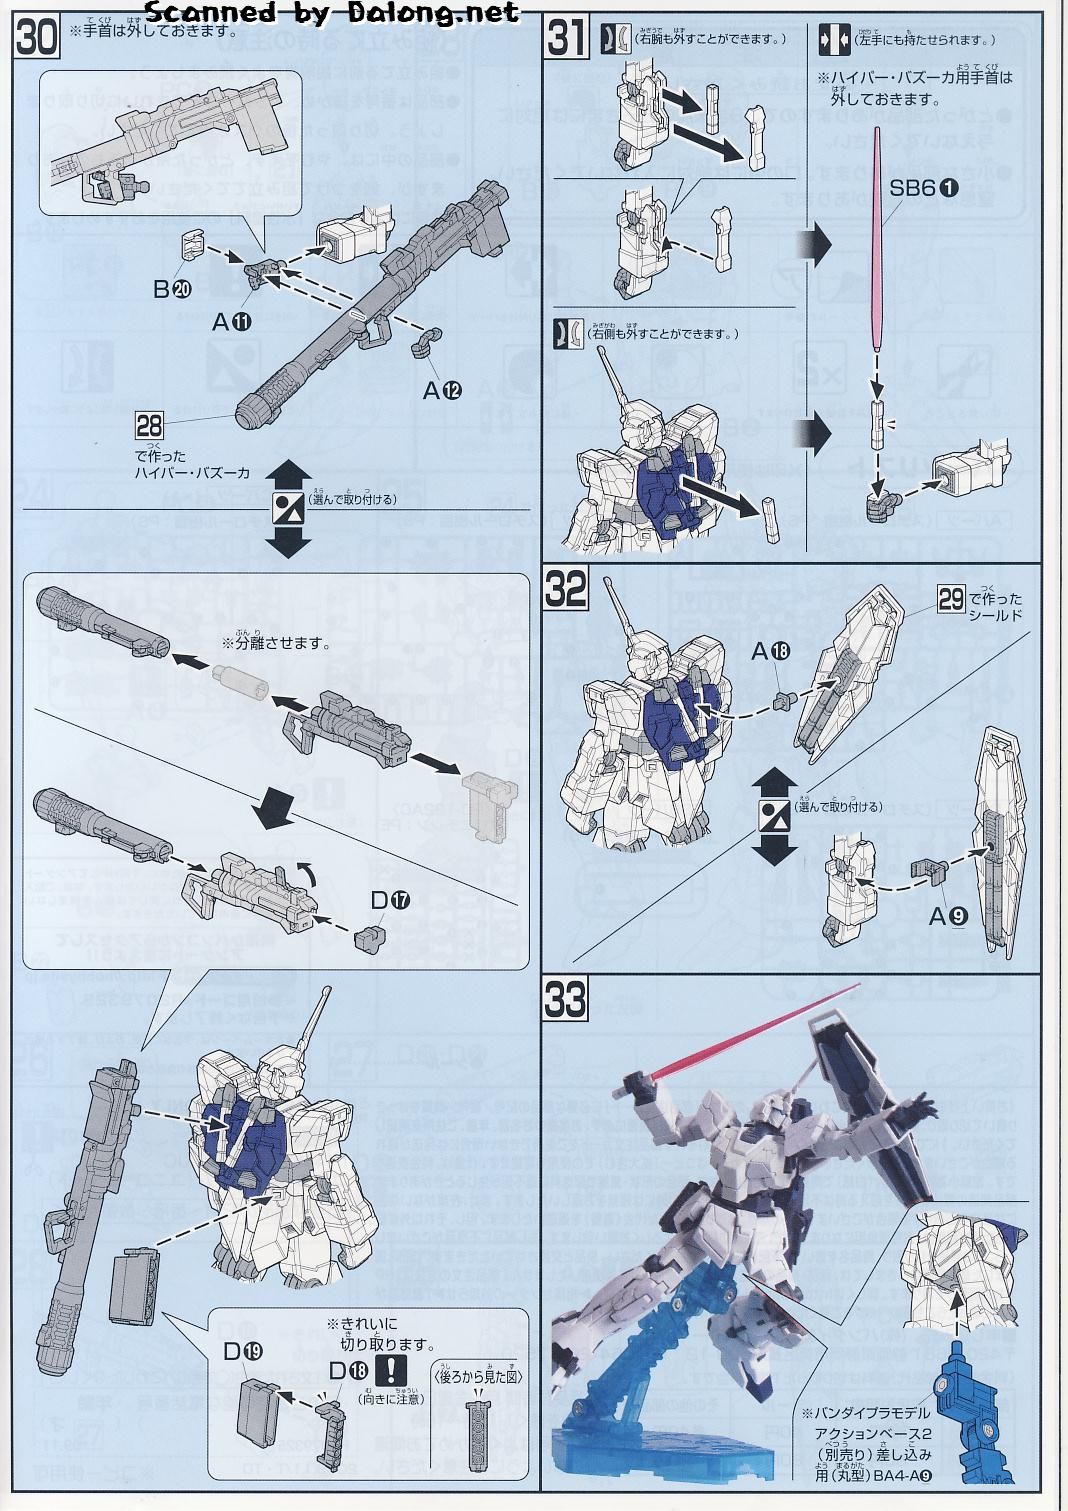 Scanned by Dalong.net
30
※手首は外しておきます。
B⑳
A⑪
A⑫
28
で作った
ハイパー・バズーカ
(選んで取り付ける)
※分離させます。
D⑰
※きれいに
切り取ります。
D⑲
D⑱
(向きに注意)
〈後ろから見た図〉
31
(右腕も外すことができます。)
(左手にも持たせられます。)
※ハイパー・バズーカ用手首は
外しておきます。
SB6❶
(右側も外すことができます。)
32
29
で作った
シールド
A⑱
(選んで取り付ける)
A❾
33
※バンダイプラモデル
アクションベース2
(別売り)差し込み
用(丸型)BA4-A❾